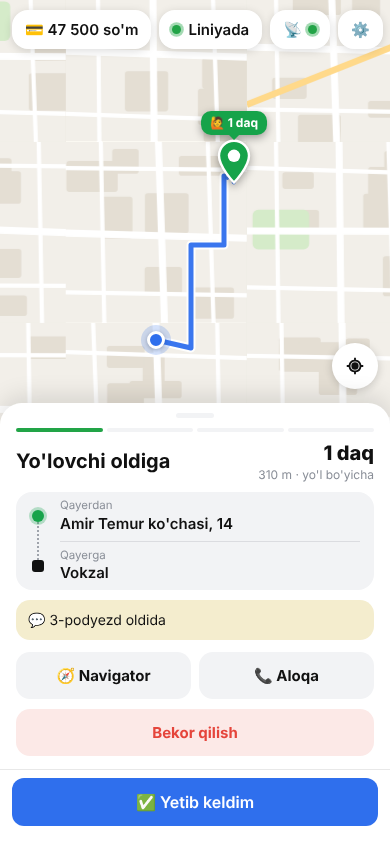 💳 47 500 so'm
Liniyada
🙋 1 daq
Yo'lovchi oldiga
1 daq
310 m · yo'l bo'yicha
Qayerdan
Amir Temur ko'chasi, 14
Qayerga
Vokzal
💬 3-podyezd oldida
🧭 Navigator
📞 Aloqa
Bekor qilish
✅ Yetib keldim